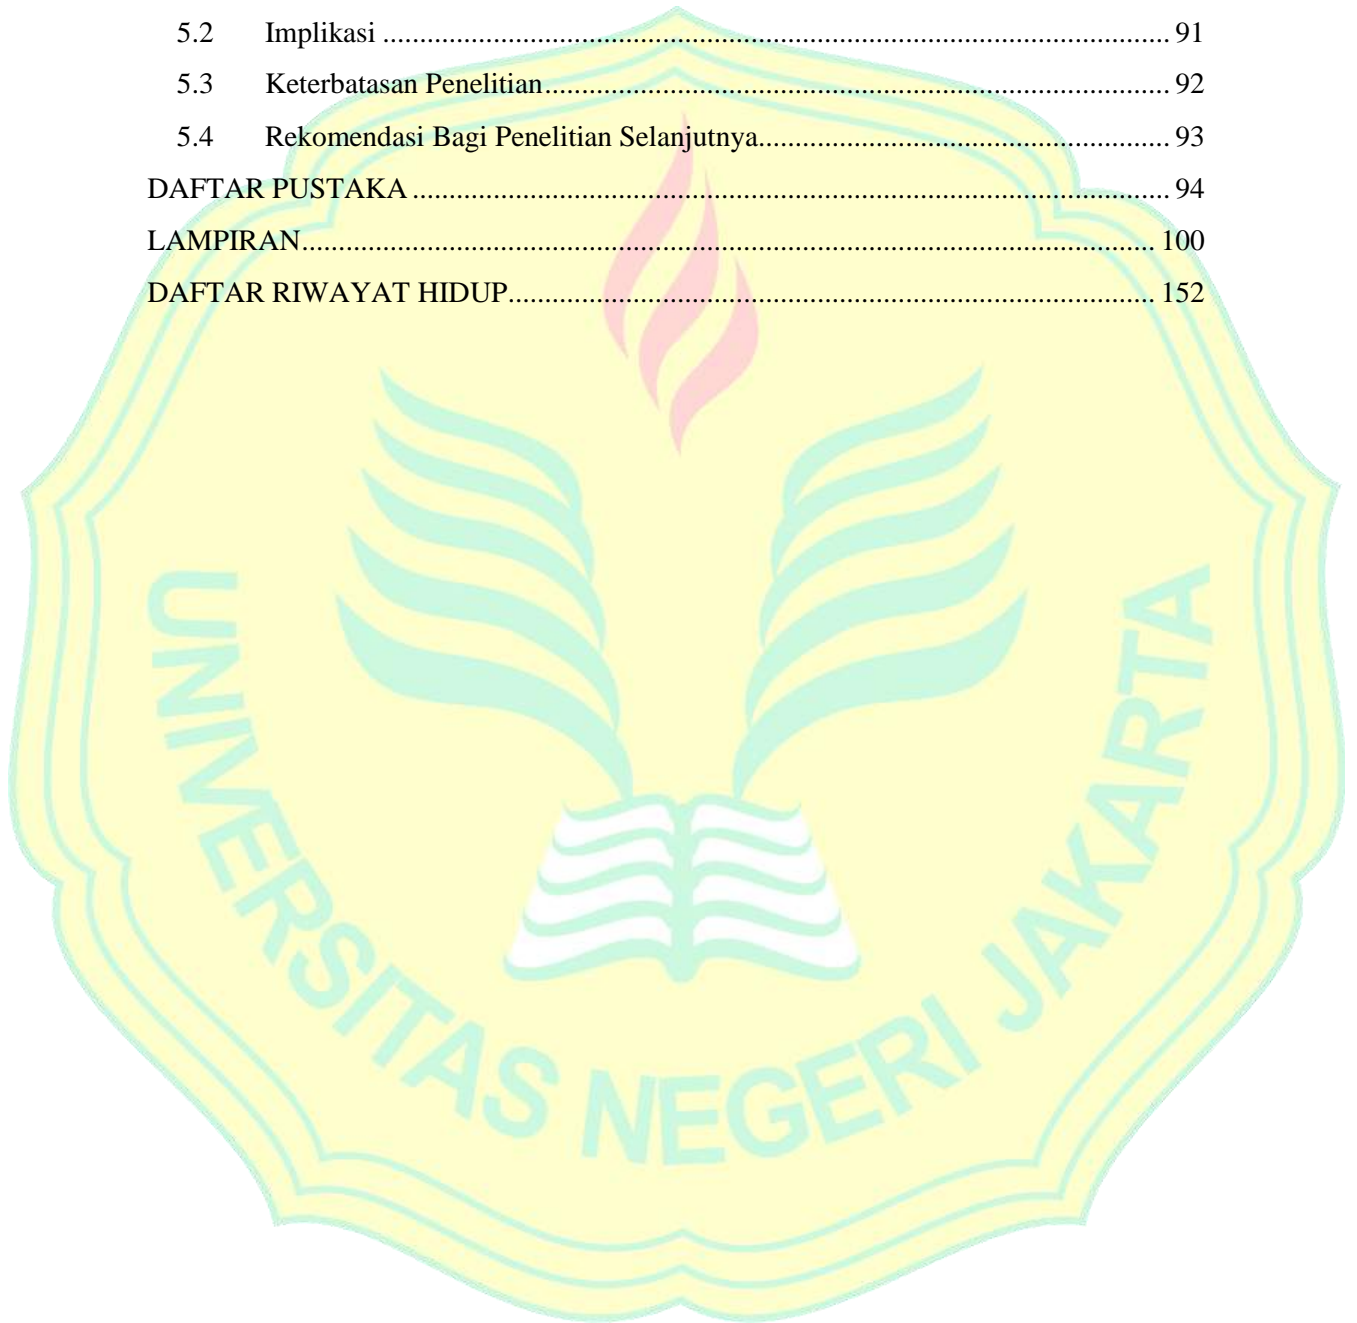 5.2 Implikasi ........................................................................................................ 91
5.3 Keterbatasan Penelitian................................................................................... 92
5.4 Rekomendasi Bagi Penelitian Selanjutnya...................................................... 93
DAFTAR PUSTAKA .................................................................................................... 94
LAMPIRAN................................................................................................................. 100
DAFTAR RIWAYAT HIDUP...................................................................................... 152
UNIVERSITAS NEGERI JAKARTA